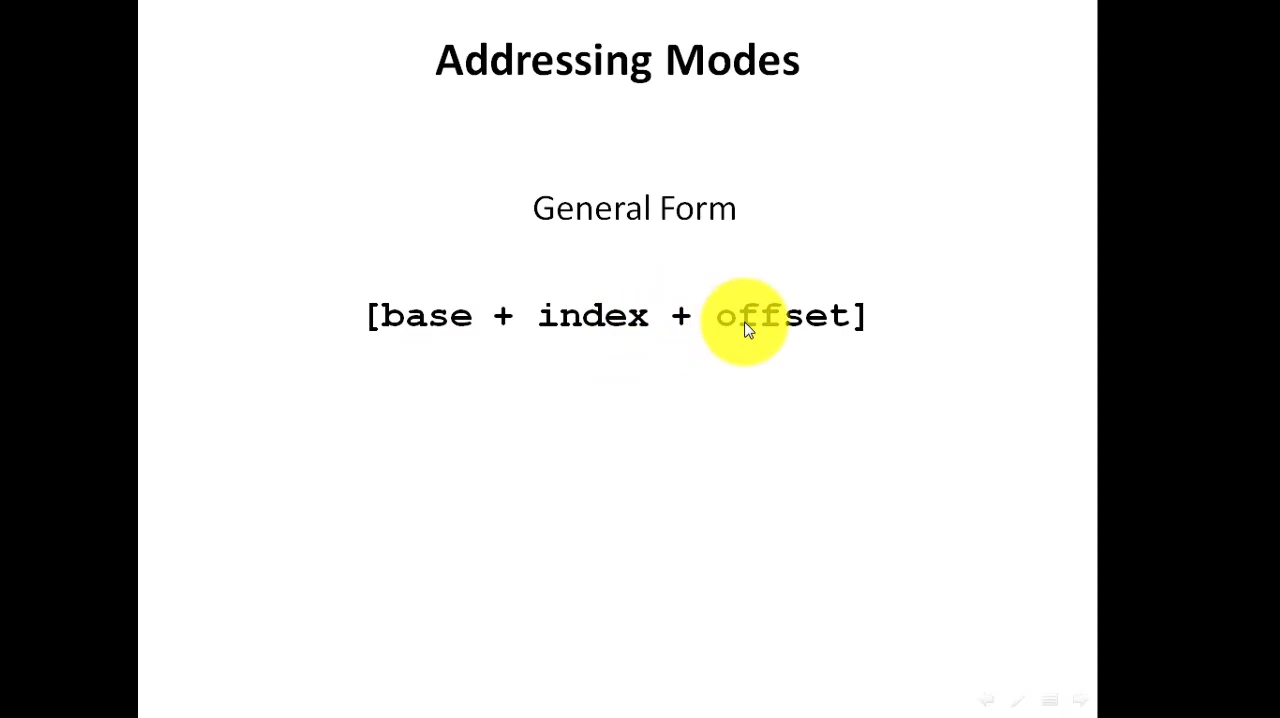 Addressing Modes
General Form
[base + index + offset]